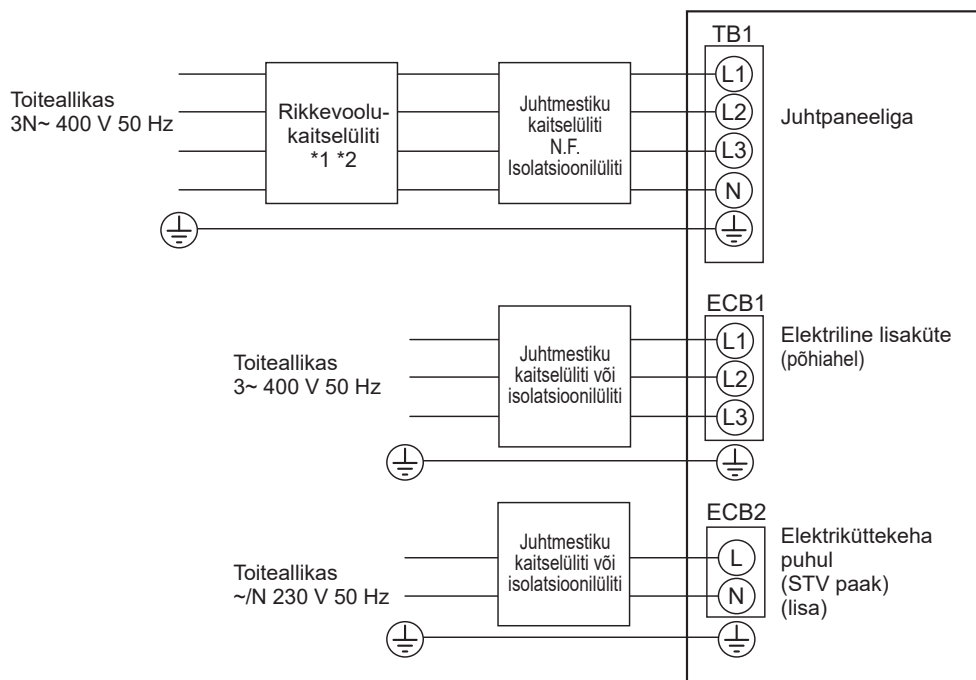 TB1
Toiteallikas
3N~ 400 V 50 Hz
Rikkevoolu-
kaitselüliti
*1 *2
Juhtmestiku
kaitselüliti
N.F.
Isolatsioonilüliti
L1
L2
L3
N
Juhtpaneeliga
ECB1
Toiteallikas
3~ 400 V 50 Hz
Juhtmestiku
kaitselüliti või
isolatsioonilüliti
L1
L2
L3
Elektriline lisaküte
(põhiahel)
ECB2
Toiteallikas
~/N 230 V 50 Hz
Juhtmestiku
kaitselüliti või
isolatsioonilüliti
L
N
Elektriküttekeha
puhul
(STV paak)
(lisa)